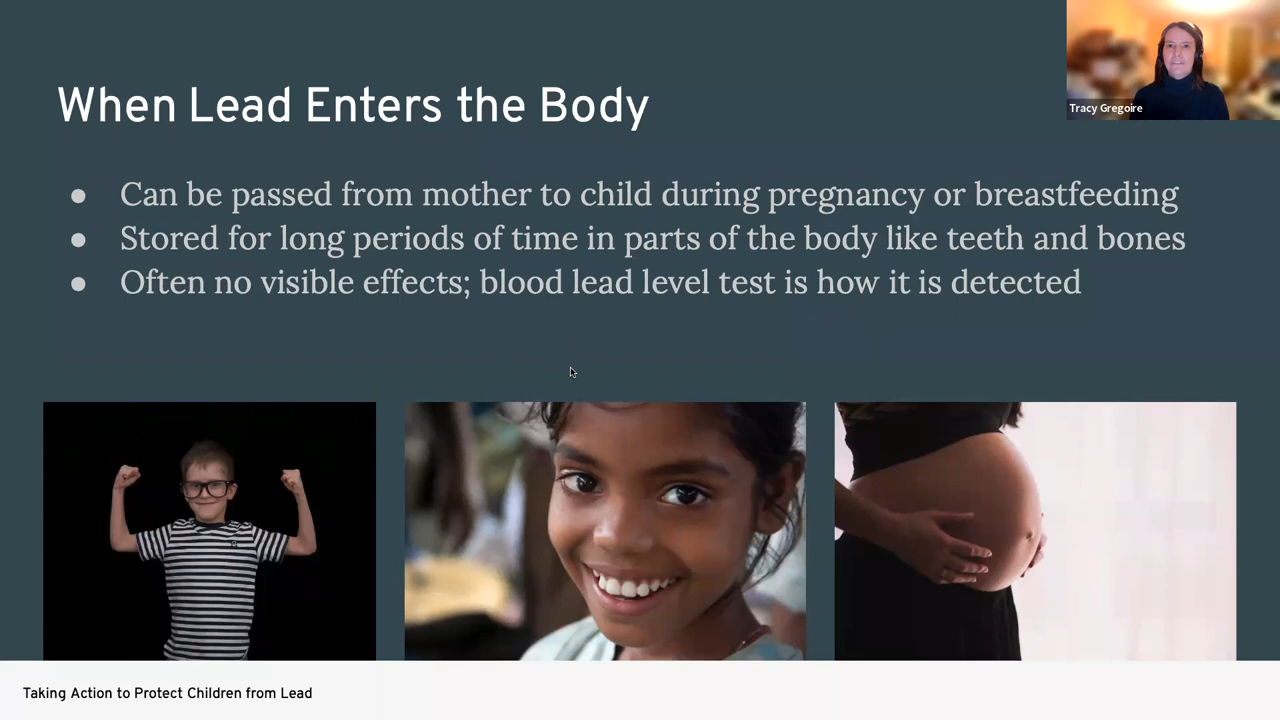 When Lead Enters the Body
Tracy Gregoire
● Can be passed from mother to child during pregnancy or breastfeeding
● Stored for long periods of time in parts of the body like teeth and bones
● Often no visible effects; blood lead level test is how it is detected
Taking Action to Protect Children from Lead